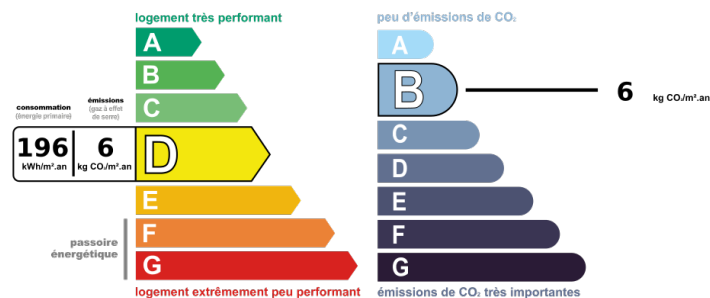 logement très performant
A
B
C
consommation
(énergie primaire)
émissions
(gaz à effet
de serre)
196
kWh/m².an
6
kg CO₂/m².an
D
E
F
G
passoire
énergétique
logement extrêmement peu performant
peu d'émissions de CO₂
A
B
6 kg CO₂/m².an
C
D
E
F
G
émissions de CO₂ très importantes